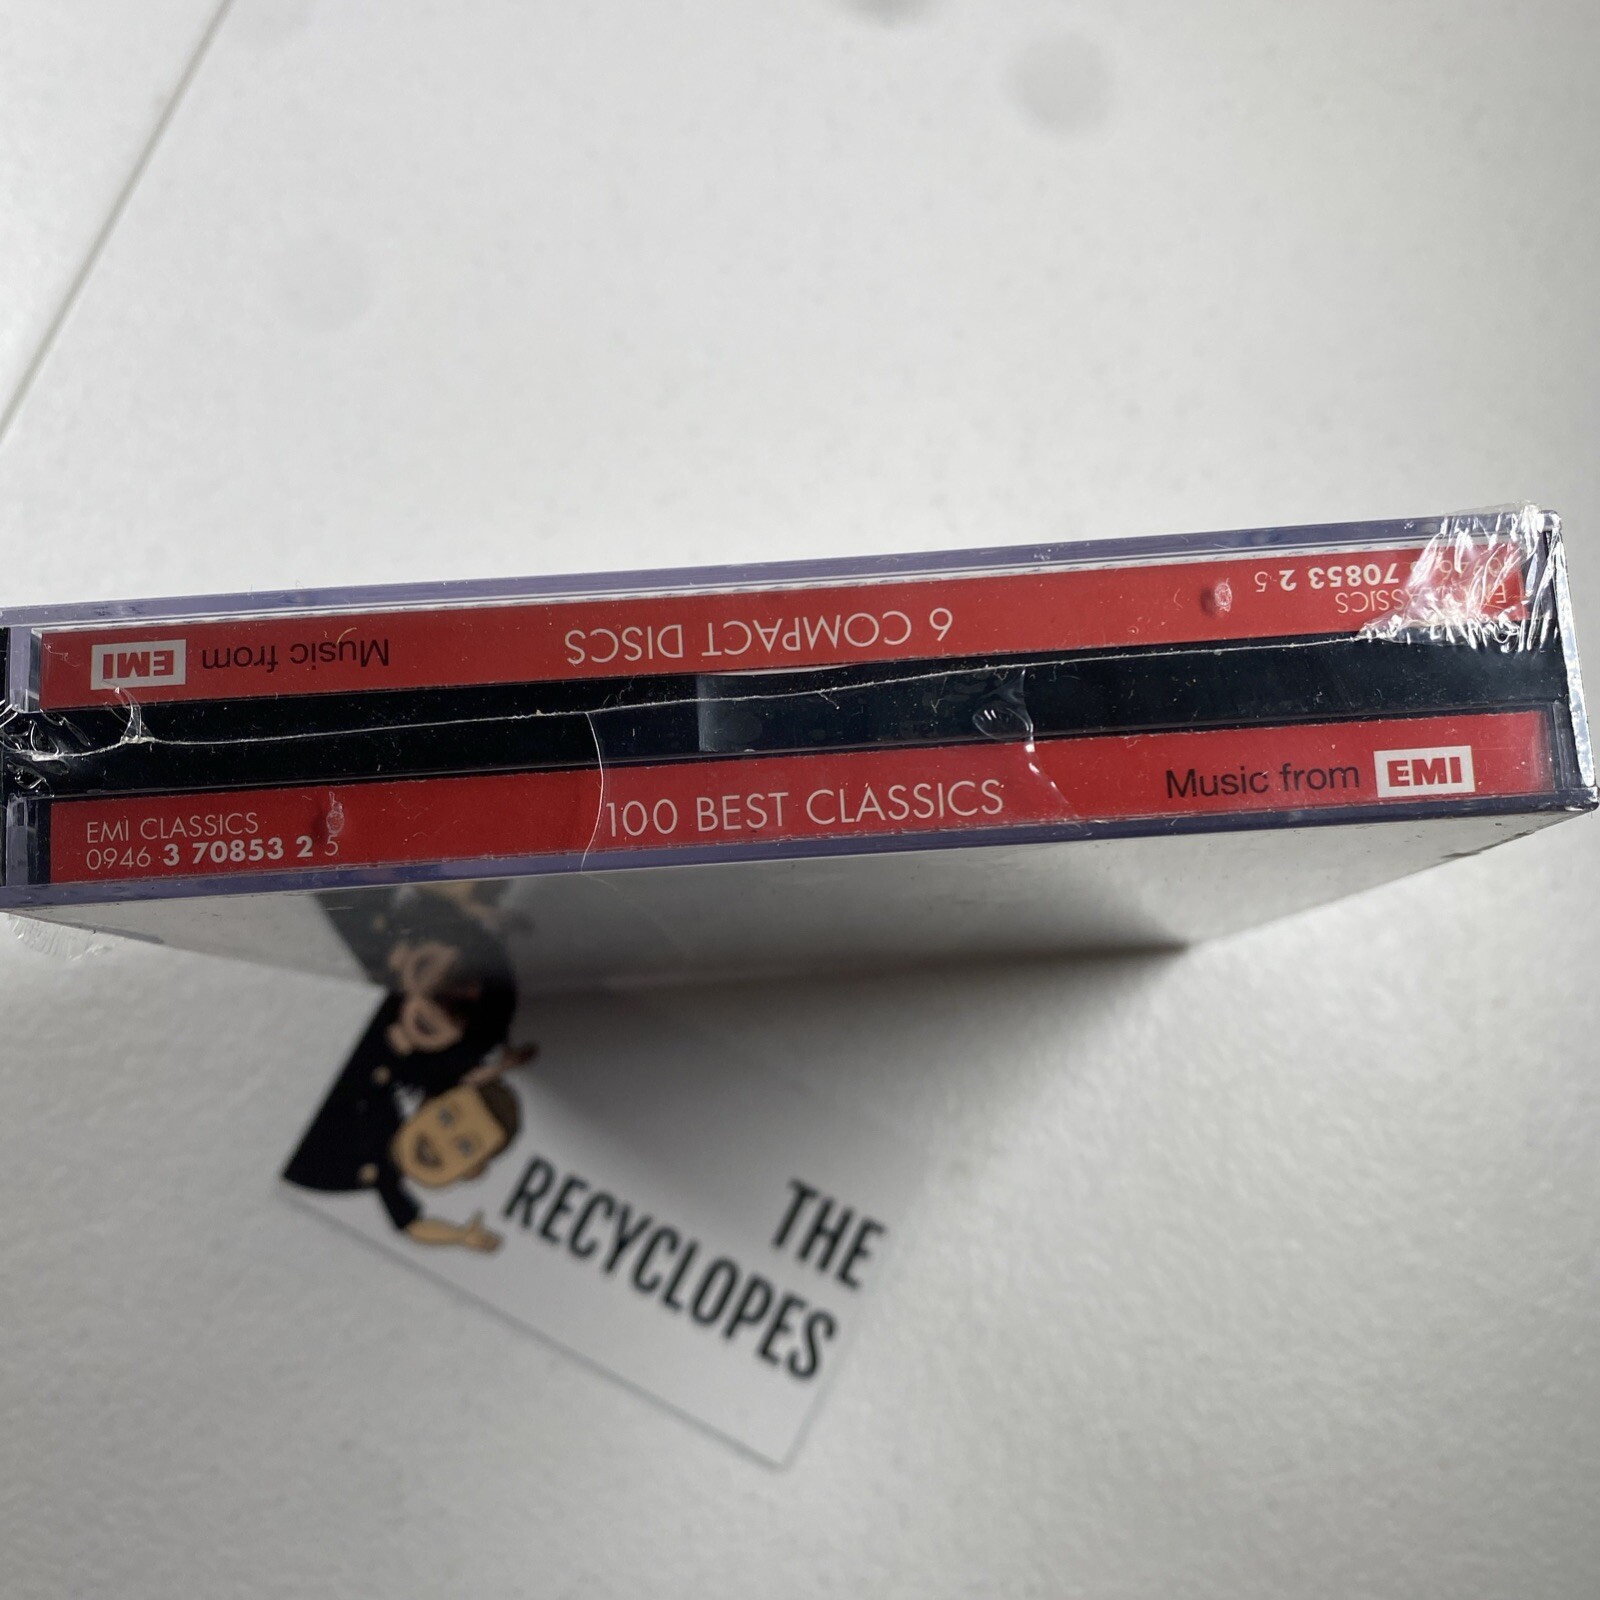 Music from EMI
6 COMPACT DISCS
70853 2 5
EMI CLASSICS
0946 3 70853 2 5
100 BEST CLASSICS
Music from EMI
THE
RECYCLOPES